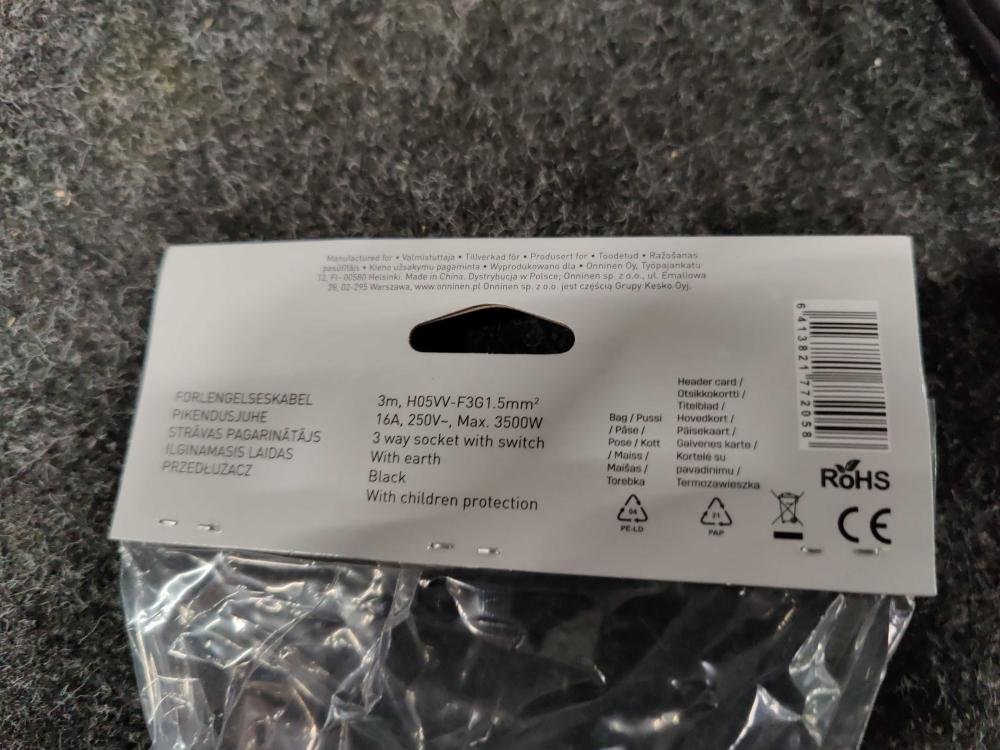 Manufactured for • Valmistuttaja • Tillverkad för • Produsert for • Toodetud • Ražošanas
pasūtītājs • Kieno užsakymu pagaminta • Wyprodukowano dla • Onninen Oy, Työpajankatu
12, FI- 00580 Helsinki. Made in China. Dystrybucja w Polsce; Onninen sp. z o.o., ul. Emaliowa
28, 02-295 Warszawa, www.onninen.pl Onninen sp. z o.o. jest częścią Grupy Kesko Oyj.
FORLENGELSESKABEL
PIKENDUSJUHE
STRĀVAS PAGARINĀTĀJS
ILGINAMASIS LAIDAS
PRZEDŁUŻACZ
3m, H05VV-F3G1.5mm²
16A, 250V~, Max. 3500W
3 way socket with switch
With earth
Black
With children protection
Bag / Pussi
/ Påse /
Pose / Kott
/ Maiss /
Maišas /
Torebka
04
PE-LD
Header card /
Otsikkokortti /
Titelblad /
Hovedkort /
Päisekaart /
Galvenes karte /
Kortelė su
pavadinimu /
Termozawieszka
21
PAP
6 413821 772058
RoHS
CE